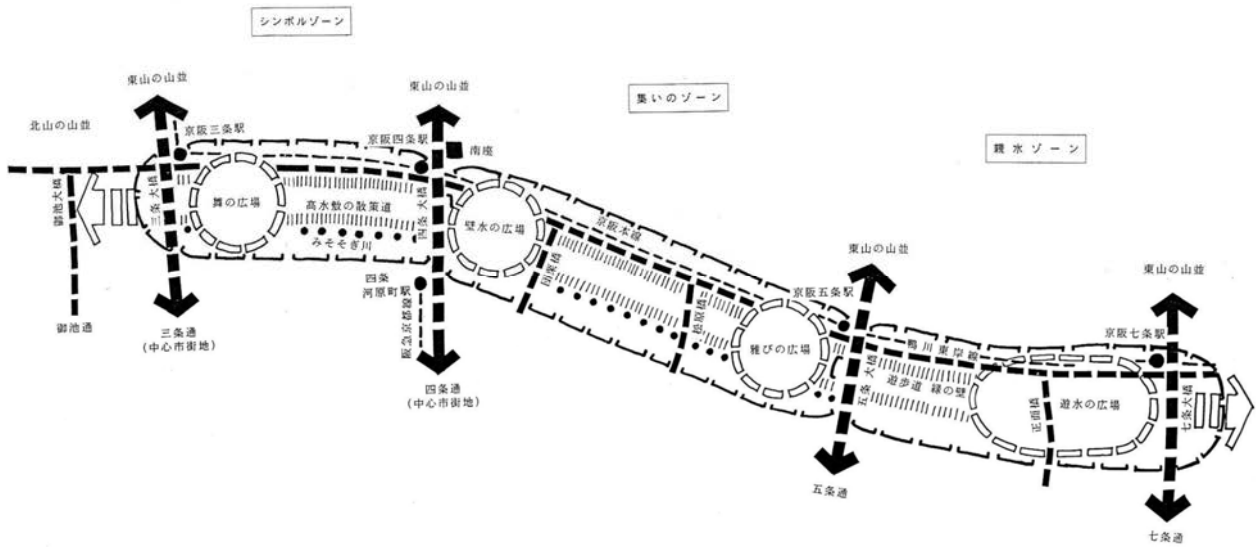 シンボルゾーン
集いのゾーン
親水ゾーン
東山の山並
北山の山並
京阪三条駅
御池大橋
三条大橋
舞の広場
高水敷の散策道
みそそぎ川
御池通
三条通
(中心市街地)
東山の山並
京阪四条駅
南座
四条大橋
壁水の広場
四条
河原町駅
阪急京都線
四条通
(中心市街地)
京阪本線
団栗橋
松原橋
雅びの広場
東山の山並
京阪五条駅
五条大橋
鴨川東岸線
遊歩道
緑の壁
五条通
東山の山並
京阪七条駅
正面橋
遊水の広場
七条大橋
七条通